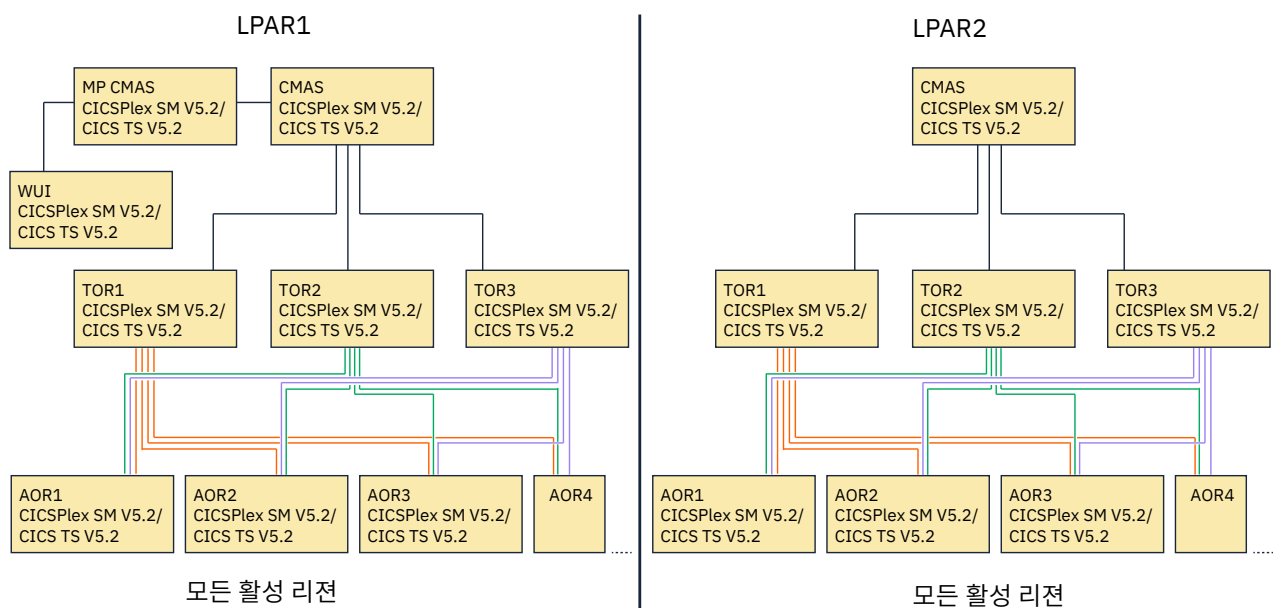 LPAR1
MP CMAS
CICSPlex SM V5.2/
CICS TS V5.2
CMAS
CICSPlex SM V5.2/
CICS TS V5.2
WUI
CICSPlex SM V5.2/
CICS TS V5.2
TOR1
CICSPlex SM V5.2/
CICS TS V5.2
TOR2
CICSPlex SM V5.2/
CICS TS V5.2
TOR3
CICSPlex SM V5.2/
CICS TS V5.2
AOR1
CICSPlex SM V5.2/
CICS TS V5.2
AOR2
CICSPlex SM V5.2/
CICS TS V5.2
AOR3
CICSPlex SM V5.2/
CICS TS V5.2
AOR4
모든 활성 리젼
LPAR2
CMAS
CICSPlex SM V5.2/
CICS TS V5.2
TOR1
CICSPlex SM V5.2/
CICS TS V5.2
TOR2
CICSPlex SM V5.2/
CICS TS V5.2
TOR3
CICSPlex SM V5.2/
CICS TS V5.2
AOR1
CICSPlex SM V5.2/
CICS TS V5.2
AOR2
CICSPlex SM V5.2/
CICS TS V5.2
AOR3
CICSPlex SM V5.2/
CICS TS V5.2
AOR4
모든 활성 리젼